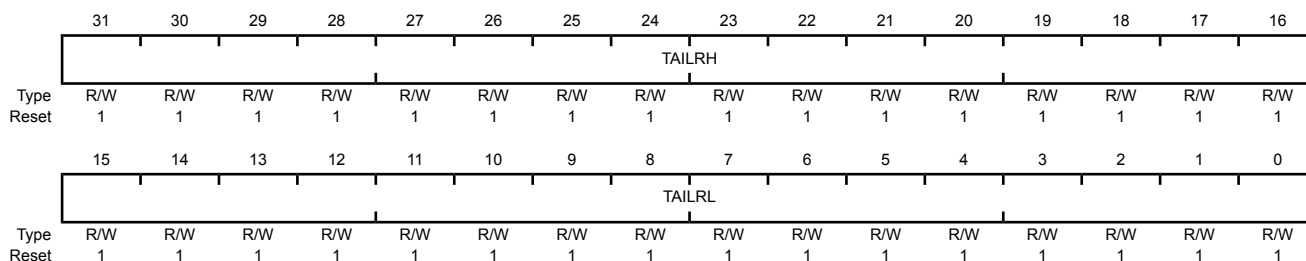 31 30 29 28 27 26 25 24 23 22 21 20 19 18 17 16
TAILRH
Type R/W R/W R/W R/W R/W R/W R/W R/W R/W R/W R/W R/W R/W R/W R/W R/W
Reset 1 1 1 1 1 1 1 1 1 1 1 1 1 1 1 1
15 14 13 12 11 10 9 8 7 6 5 4 3 2 1 0
TAILRL
Type R/W R/W R/W R/W R/W R/W R/W R/W R/W R/W R/W R/W R/W R/W R/W R/W
Reset 1 1 1 1 1 1 1 1 1 1 1 1 1 1 1 1